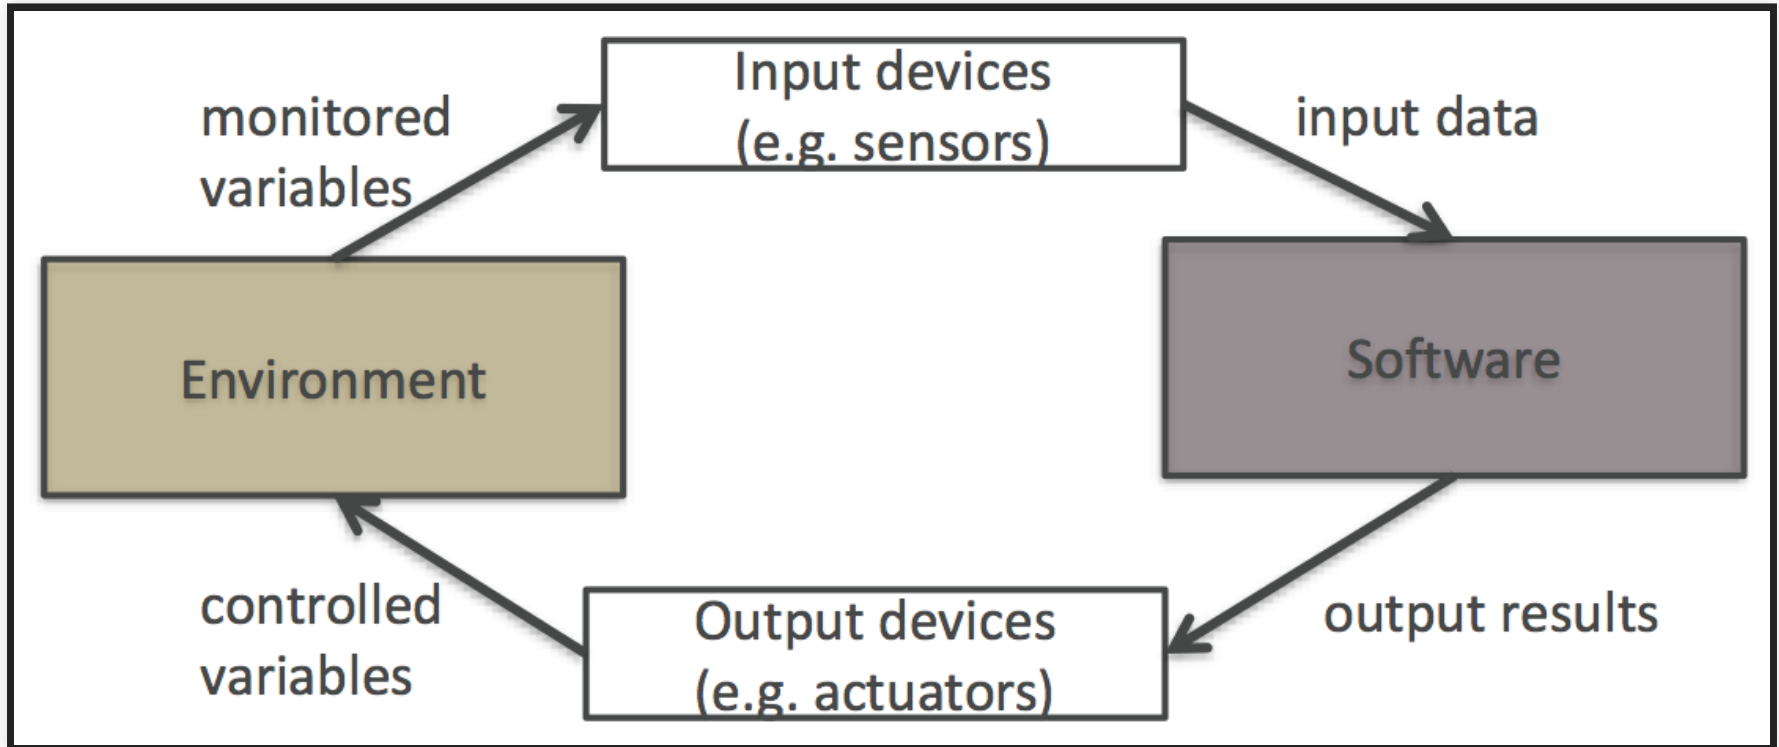 Input devices
(e.g. sensors)
monitored
variables
input data
Environment
Software
controlled
variables
Output devices
(e.g. actuators)
output results